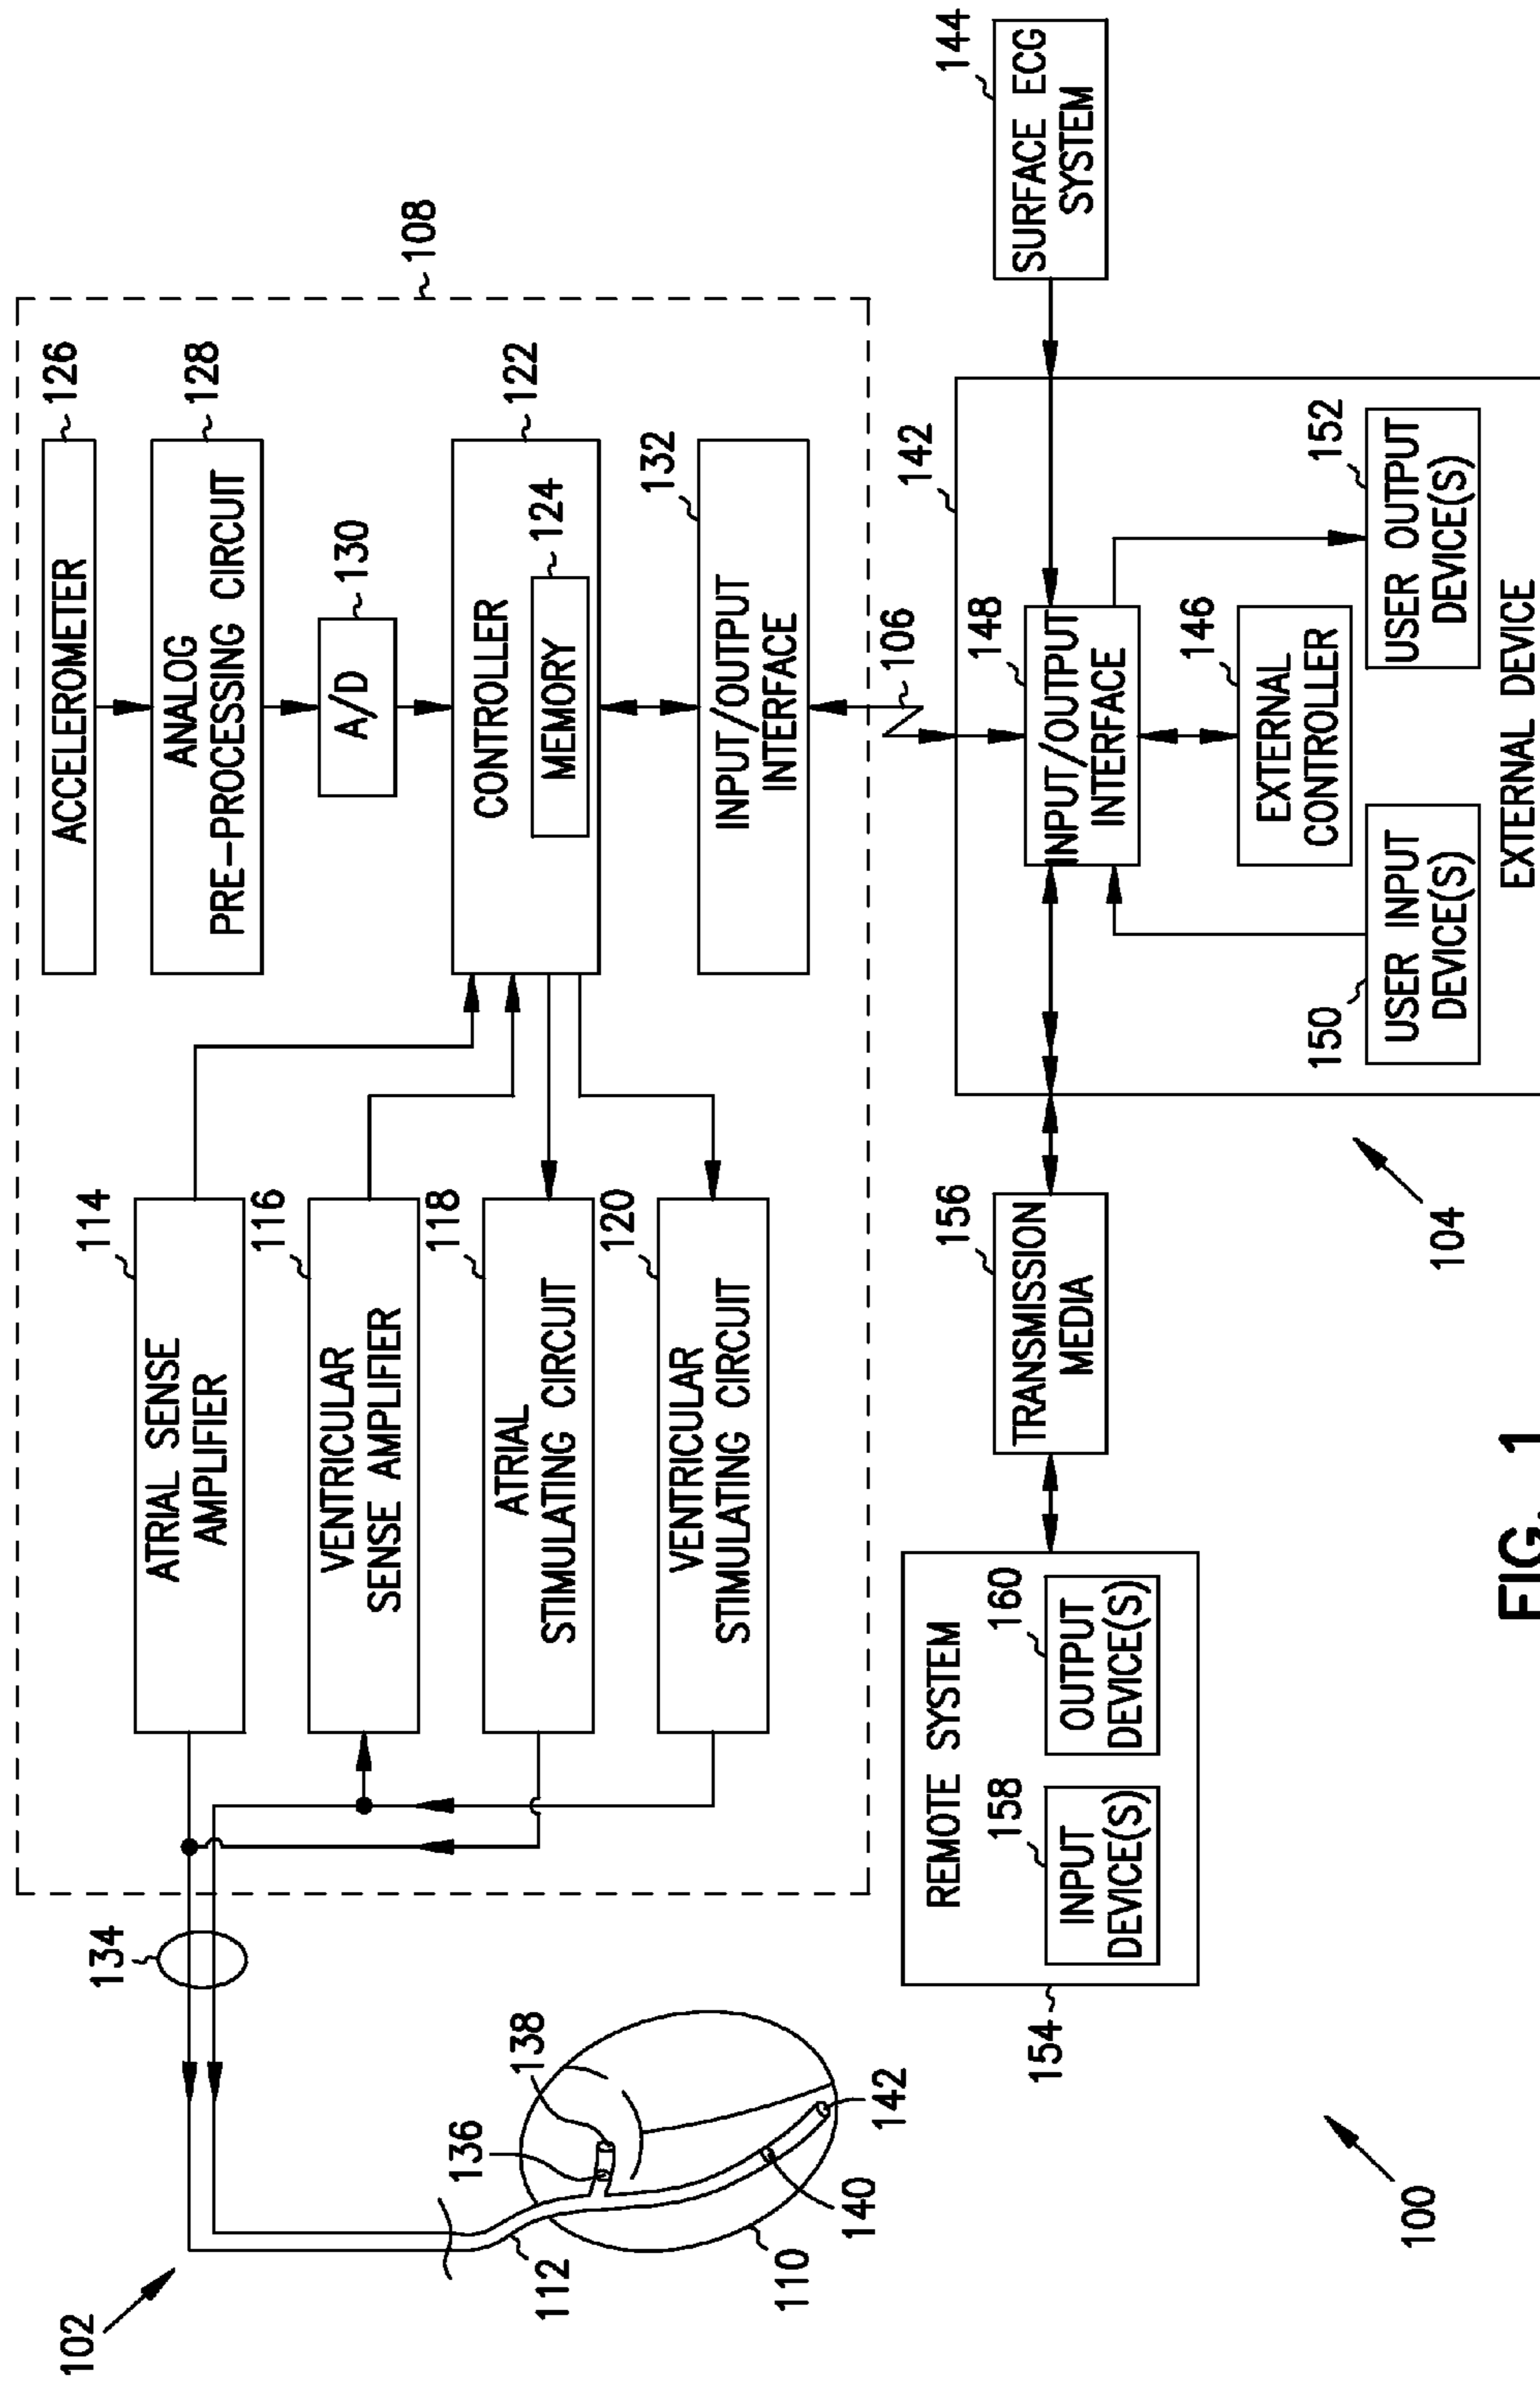 102
134
114
ATRIAL SENSE
AMPLIFIER
116
VENTRICULAR
SENSE AMPLIFIER
118
ATRIAL
STIMULATING CIRCUIT
120
VENTRICULAR
STIMULATING CIRCUIT
108
126
ACCELEROMETER
128
ANALOG
PRE-PROCESSING CIRCUIT
130
A/D
122
CONTROLLER
124
MEMORY
132
INPUT/OUTPUT
INTERFACE
106
136
138
112
110
140
142
154
REMOTE SYSTEM
158
INPUT
DEVICE(S)
160
OUTPUT
DEVICE(S)
156
TRANSMISSION
MEDIA
142
148
INPUT/OUTPUT
INTERFACE
146
EXTERNAL
CONTROLLER
150
USER INPUT
DEVICE(S)
152
USER OUTPUT
DEVICE(S)
EXTERNAL DEVICE
144
SURFACE ECG
SYSTEM
104
100
FIG. 1